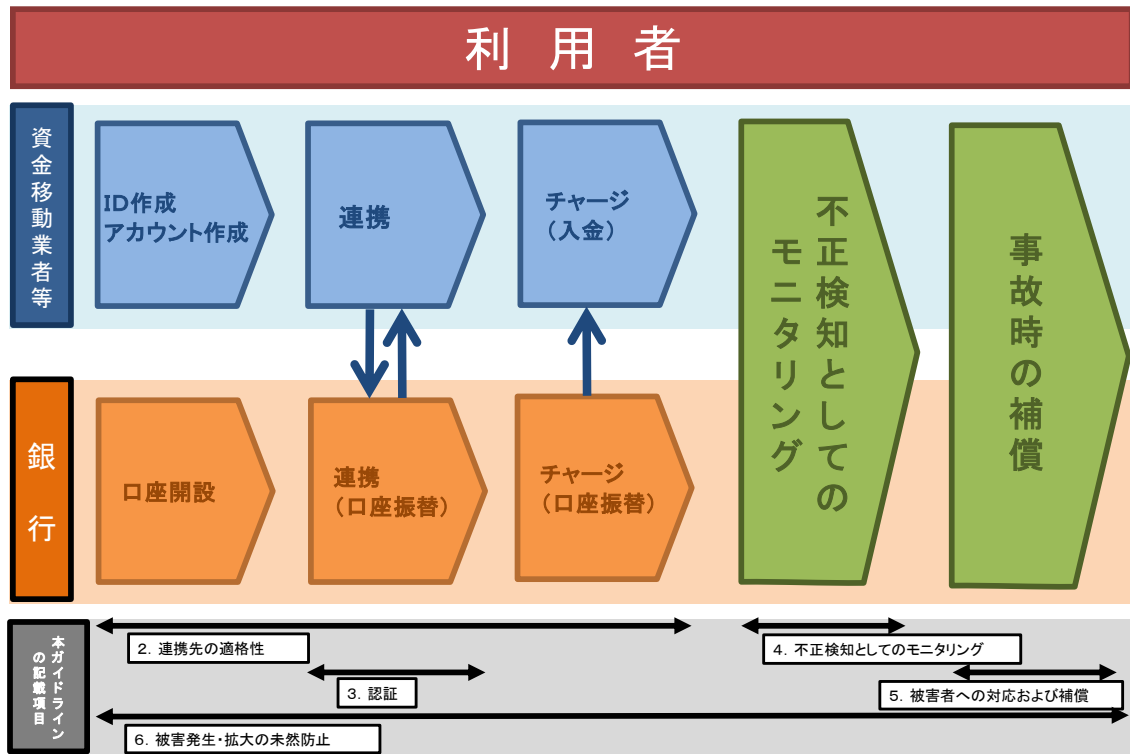 利用者
資金移動業者等
ID作成
アカウント作成
連携
チャージ
(入金)
不正検知としての
モニタリング
事故時の補償
銀行
口座開設
連携
(口座振替)
チャージ
(口座振替)
本ガイドライン
の記載項目
2. 連携先の適格性
4. 不正検知としてのモニタリング
3. 認証
5. 被害者への対応および補償
6. 被害発生・拡大の未然防止